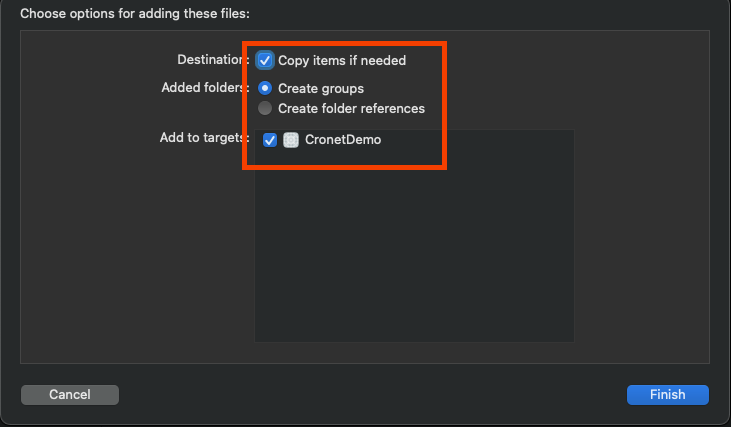 Choose options for adding these files:
Destination: Copy items if needed
Added folders: Create groups
Create folder references
Add to targets: CronetDemo
Cancel Finish